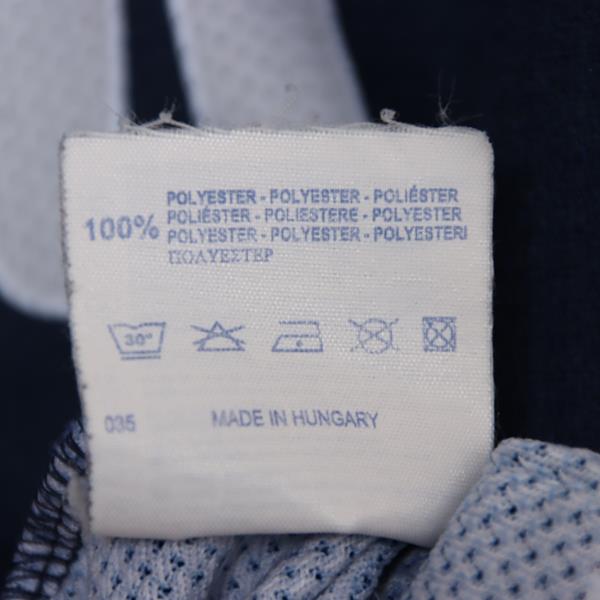 POLYESTER - POLYESTER - POLIÉSTER
100% POLIÉSTER - POLIESTERE - POLYESTER
POLYESTER - POLYESTER - POLYESTERI
ΠΟΛΥΕΣΤΕΡ
30°
035 MADE IN HUNGARY